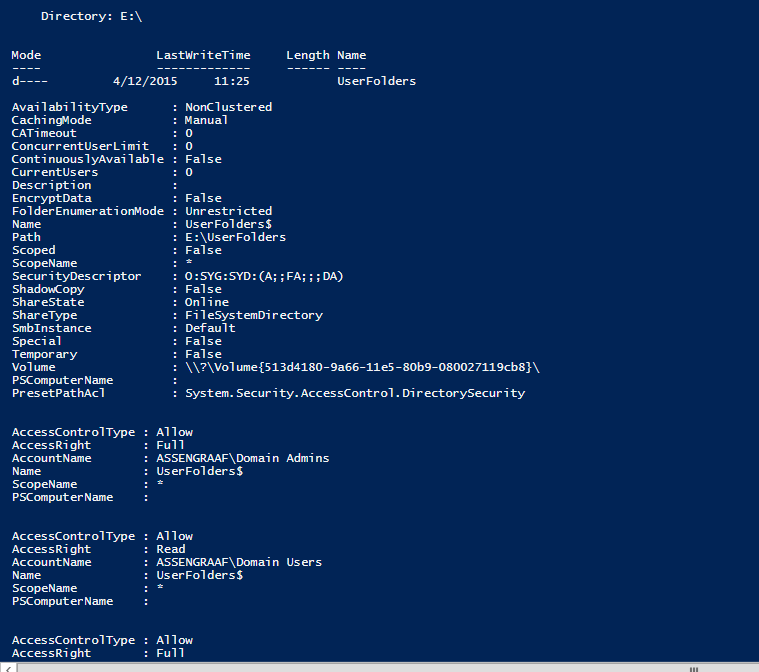 Directory: E:\
Mode LastWriteTime Length Name
---- ------------- ------ ----
d---- 4/12/2015 11:25 UserFolders
AvailabilityType : NonClustered
CachingMode : Manual
CATimeout : 0
ConcurrentUserLimit : 0
ContinuouslyAvailable : False
CurrentUsers : 0
Description :
EncryptData : False
FolderEnumerationMode : Unrestricted
Name : UserFolders$
Path : E:\UserFolders
Scoped : False
ScopeName : *
SecurityDescriptor : O:SYG:SYD:(A;;FA;;;DA)
ShadowCopy : False
ShareState : Online
ShareType : FileSystemDirectory
SmbInstance : Default
Special : False
Temporary : False
Volume : \\?\Volume{513d4180-9a66-11e5-80b9-080027119cb8}\
PSComputerName :
PresetPathAcl : System.Security.AccessControl.DirectorySecurity
AccessControlType : Allow
AccessRight : Full
AccountName : ASSENGRAAF\Domain Admins
Name : UserFolders$
ScopeName : *
PSComputerName :
AccessControlType : Allow
AccessRight : Read
AccountName : ASSENGRAAF\Domain Users
Name : UserFolders$
ScopeName : *
PSComputerName :
AccessControlType : Allow
AccessRight : Full